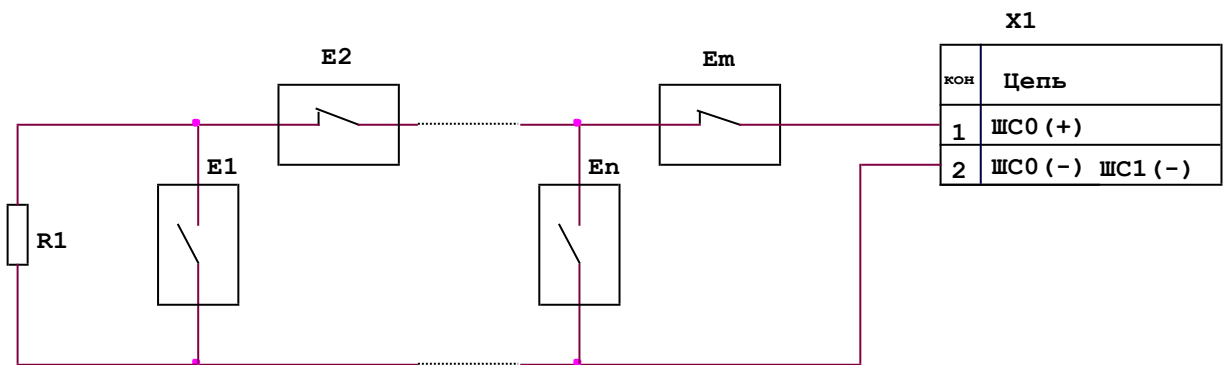 X1
E2
Em
кон Цепь
1 ШС0(+)
2 ШС0(-) ШС1(-)
E1
En
R1